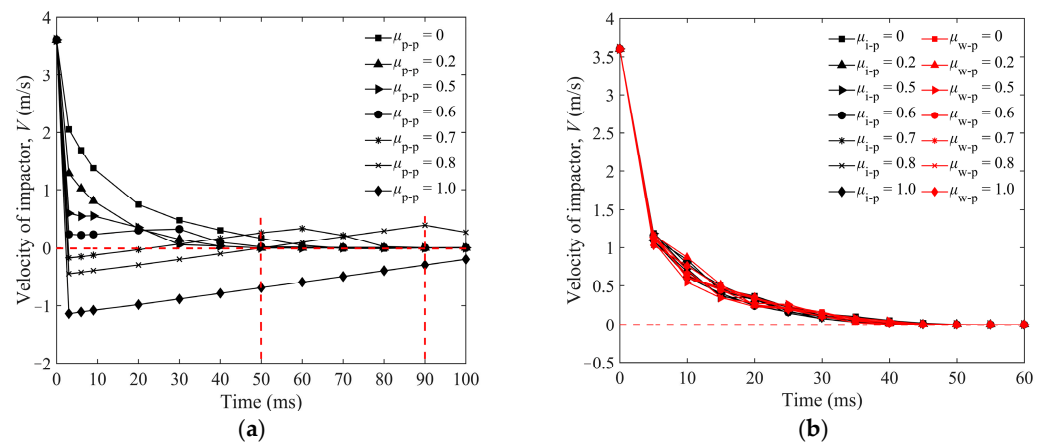 4
3
2
1
0
−1
−2
Velocity of impactor, V (m/s)
μp-p = 0
μp-p = 0.2
μp-p = 0.5
μp-p = 0.6
μp-p = 0.7
μp-p = 0.8
μp-p = 1.0
0 10 20 30 40 50 60 70 80 90 100
Time (ms)
(a)
4
3.5
3
2.5
2
1.5
1
0.5
0
−0.5
Velocity of impactor, V (m/s)
μi-p = 0 μw-p = 0
μi-p = 0.2 μw-p = 0.2
μi-p = 0.5 μw-p = 0.5
μi-p = 0.6 μw-p = 0.6
μi-p = 0.7 μw-p = 0.7
μi-p = 0.8 μw-p = 0.8
μi-p = 1.0 μw-p = 1.0
0 10 20 30 40 50 60
Time (ms)
(b)